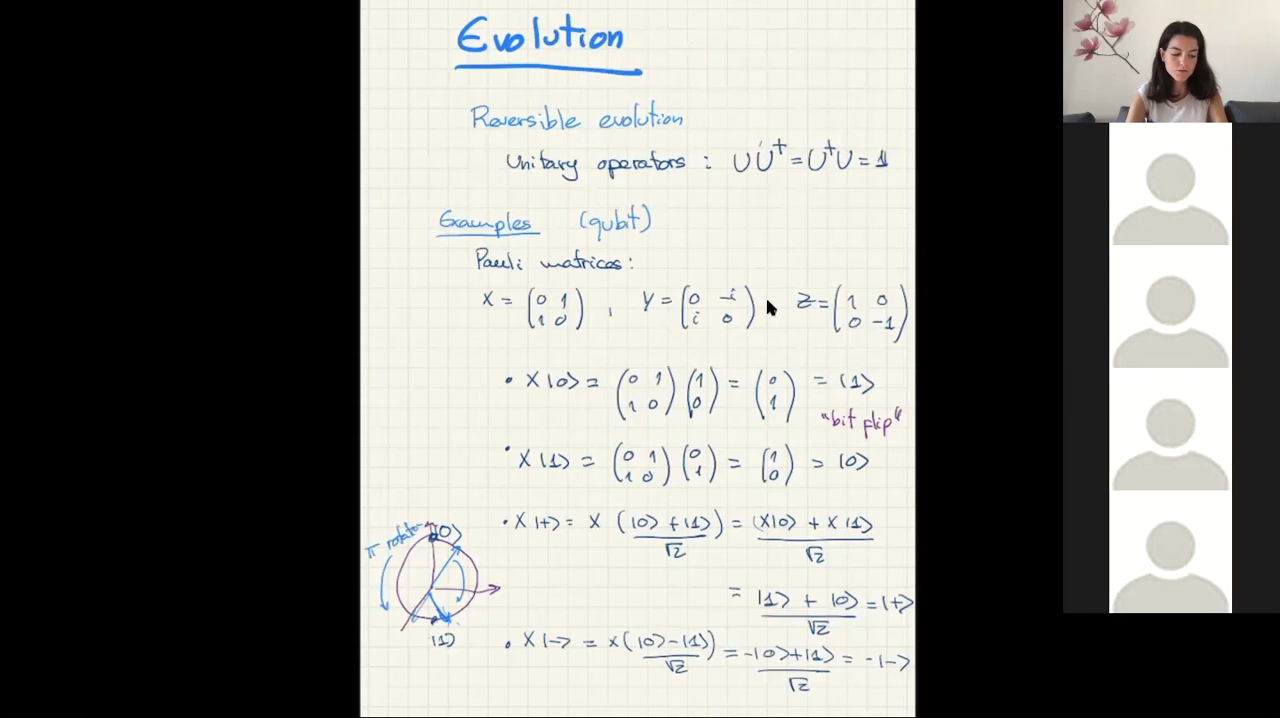 Evolution
Reversible evolution
Unitary operators : UU† = U†U = 1
Examples (qubit)
Pauli matrices:
X = (0 1 ; 1 0) , Y = (0 -i ; i 0) Z = (1 0 ; 0 -1)
• X|0⟩ = (0 1 ; 1 0) (1 ; 0) = (0 ; 1) = |1⟩
"bit flip"
• X|1⟩ = (0 1 ; 1 0) (0 ; 1) = (1 ; 0) = |0⟩
• X|+⟩ = X (|0⟩ + |1⟩)/√2 = (X|0⟩ + X|1⟩)/√2
= (|1⟩ + |0⟩)/√2 = |+⟩
• X|-⟩ = X(|0⟩ - |1⟩)/√2 = (-|0⟩ + |1⟩)/√2 = -|-⟩
|0⟩
|1⟩